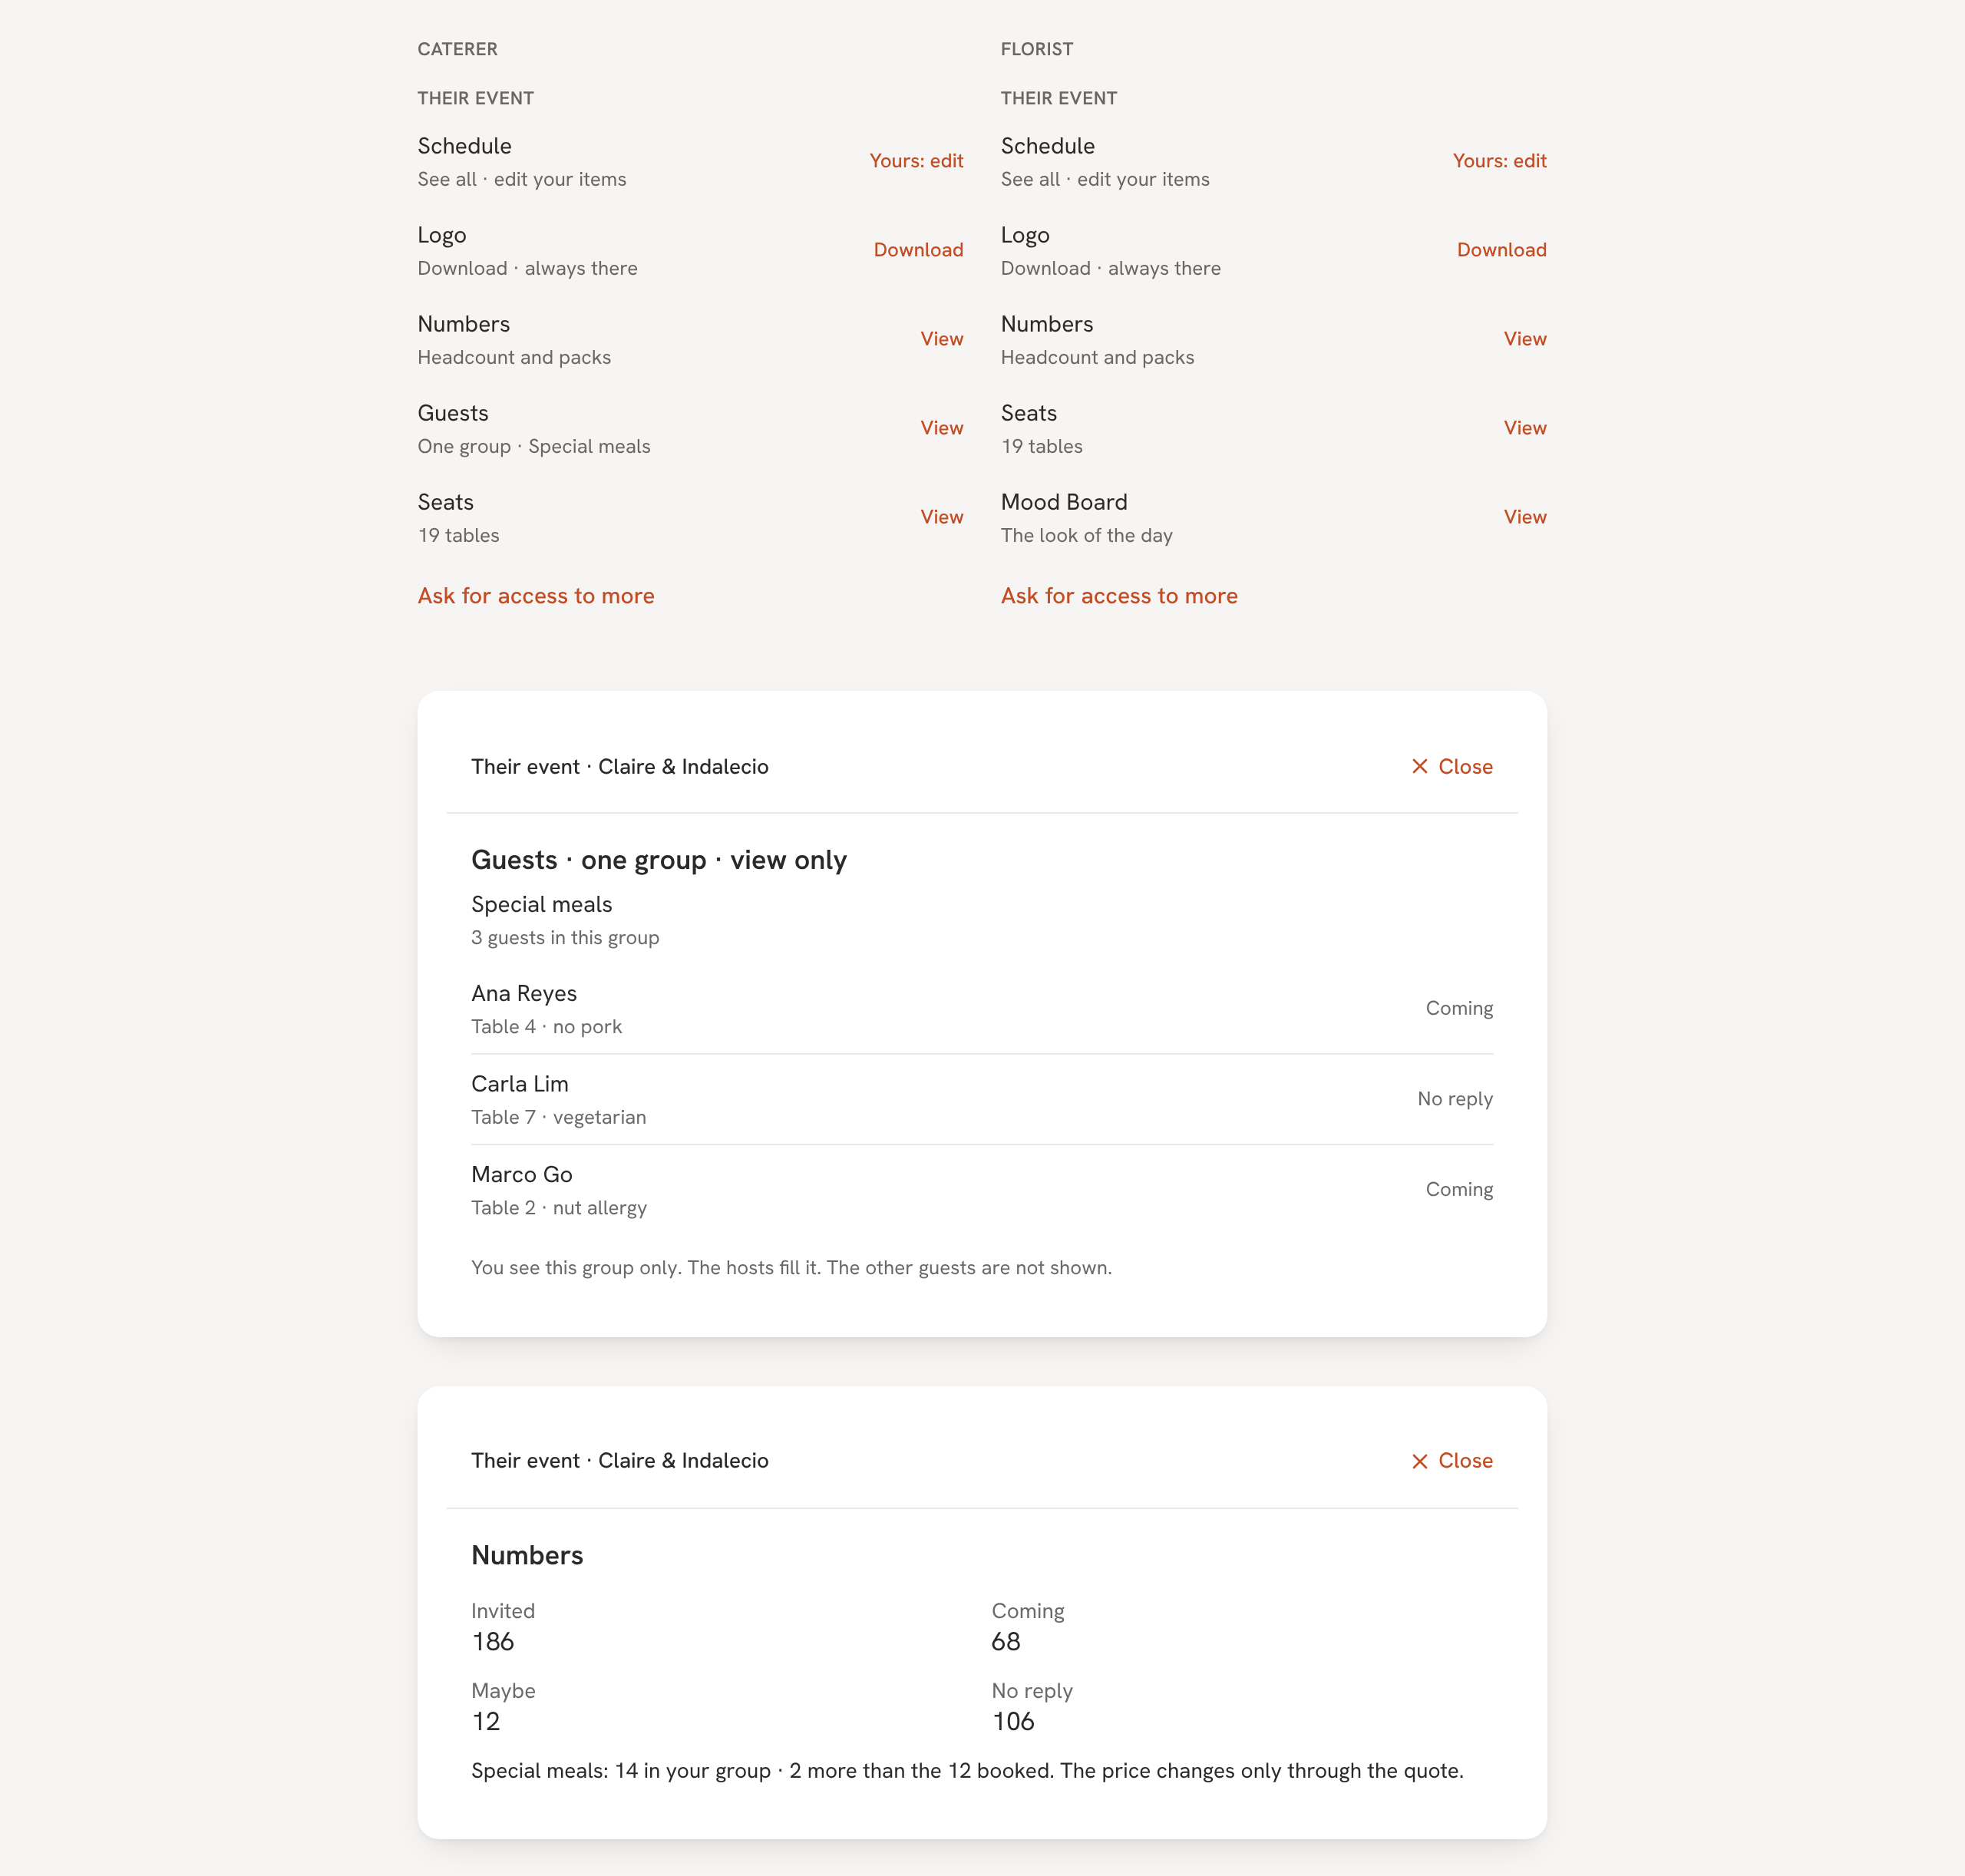 CATERER
THEIR EVENT
Schedule
See all · edit your items
Yours: edit
Logo
Download · always there
Download
Numbers
Headcount and packs
View
Guests
One group · Special meals
View
Seats
19 tables
View
Ask for access to more
FLORIST
THEIR EVENT
Schedule
See all · edit your items
Yours: edit
Logo
Download · always there
Download
Numbers
Headcount and packs
View
Seats
19 tables
View
Mood Board
The look of the day
View
Ask for access to more
Their event · Claire & Indalecio
Close
Guests · one group · view only
Special meals
3 guests in this group
Ana Reyes
Table 4 · no pork
Coming
Carla Lim
Table 7 · vegetarian
No reply
Marco Go
Table 2 · nut allergy
Coming
You see this group only. The hosts fill it. The other guests are not shown.
Their event · Claire & Indalecio
Close
Numbers
Invited
186
Coming
68
Maybe
12
No reply
106
Special meals: 14 in your group · 2 more than the 12 booked. The price changes only through the quote.